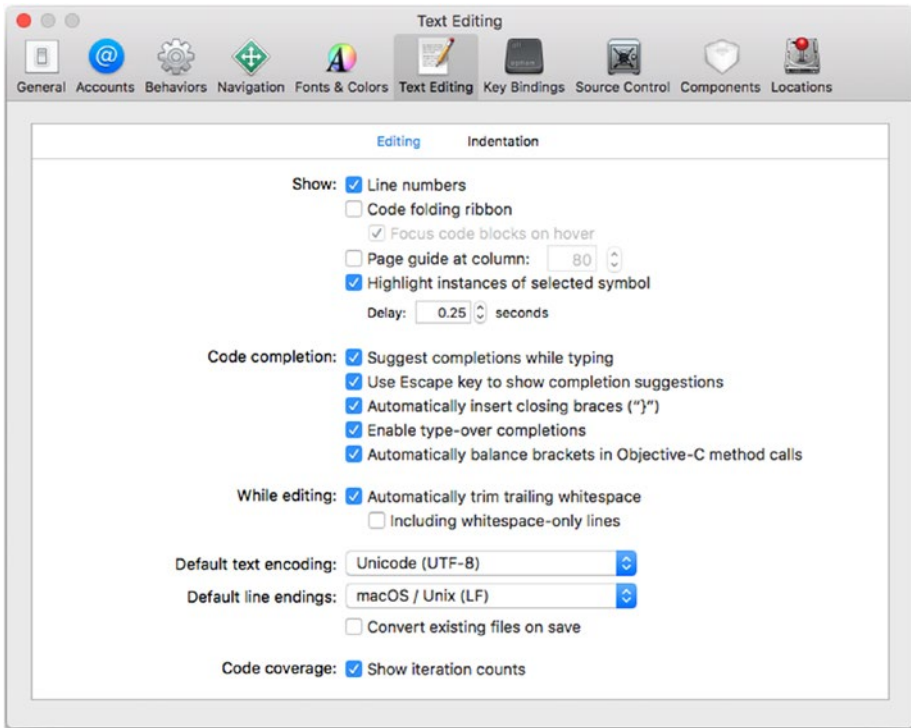 Text Editing
General Accounts Behaviors Navigation Fonts & Colors Text Editing Key Bindings Source Control Components Locations
Editing Indentation
Show: Line numbers
Code folding ribbon
Focus code blocks on hover
Page guide at column: 80
Highlight instances of selected symbol
Delay: 0.25 seconds
Code completion: Suggest completions while typing
Use Escape key to show completion suggestions
Automatically insert closing braces (“}”)
Enable type-over completions
Automatically balance brackets in Objective-C method calls
While editing: Automatically trim trailing whitespace
Including whitespace-only lines
Default text encoding: Unicode (UTF-8)
Default line endings: macOS / Unix (LF)
Convert existing files on save
Code coverage: Show iteration counts